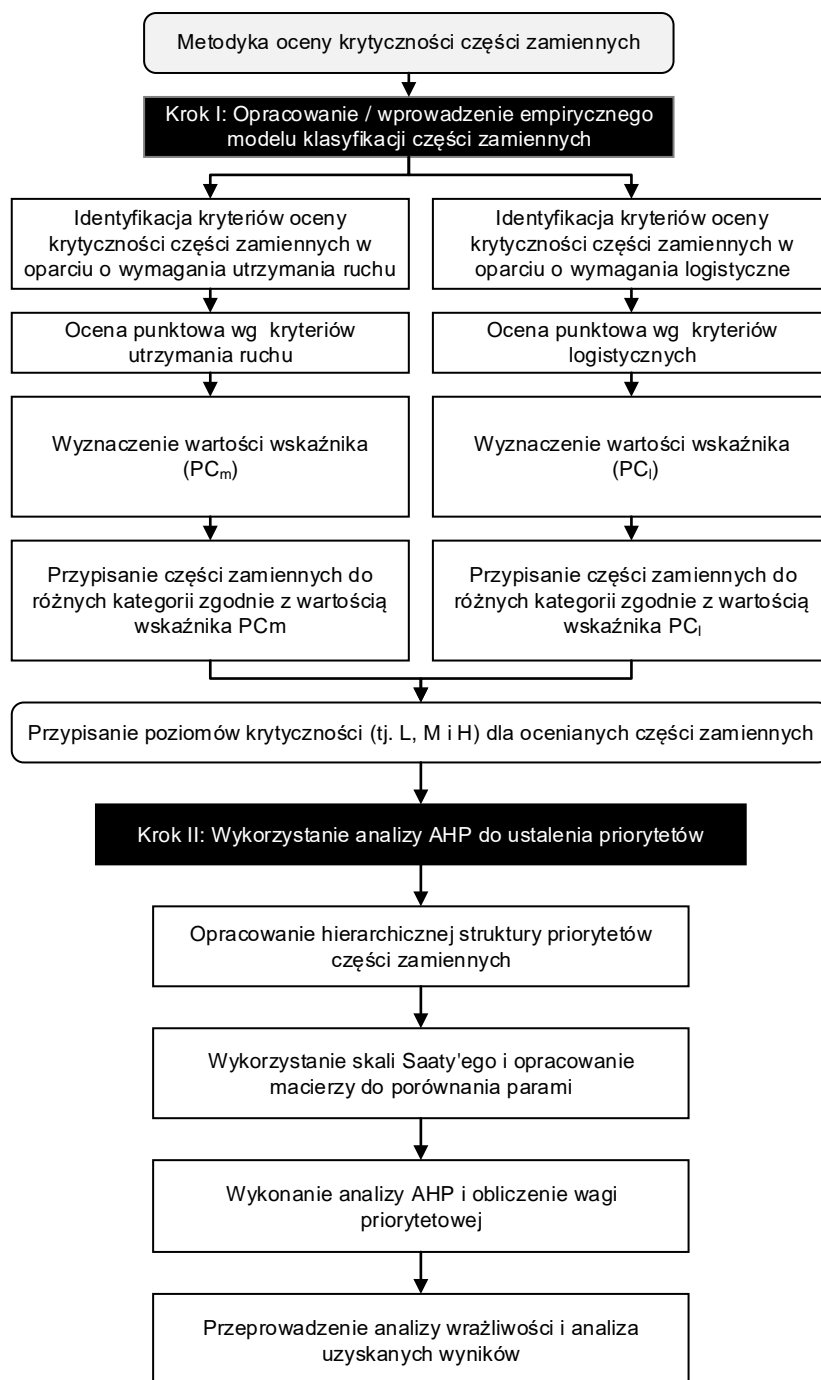 Metodyka oceny krytyczności części zamiennych
Krok I: Opracowanie / wprowadzenie empirycznego
modelu klasyfikacji części zamiennych
Identyfikacja kryteriów oceny
krytyczności części zamiennych w
oparciu o wymagania utrzymania ruchu
Identyfikacja kryteriów oceny
krytyczności części zamiennych w
oparciu o wymagania logistyczne
Ocena punktowa wg kryteriów
utrzymania ruchu
Ocena punktowa wg kryteriów
logistycznych
Wyznaczenie wartości wskaźnika
(PCm)
Wyznaczenie wartości wskaźnika
(PCl)
Przypisanie części zamiennych do
różnych kategorii zgodnie z wartością
wskaźnika PCm
Przypisanie części zamiennych do
różnych kategorii zgodnie z wartością
wskaźnika PCl
Przypisanie poziomów krytyczności (tj. L, M i H) dla ocenianych części zamiennych
Krok II: Wykorzystanie analizy AHP do ustalenia priorytetów
Opracowanie hierarchicznej struktury priorytetów
części zamiennych
Wykorzystanie skali Saaty'ego i opracowanie
macierzy do porównania parami
Wykonanie analizy AHP i obliczenie wagi
priorytetowej
Przeprowadzenie analizy wrażliwości i analiza
uzyskanych wyników